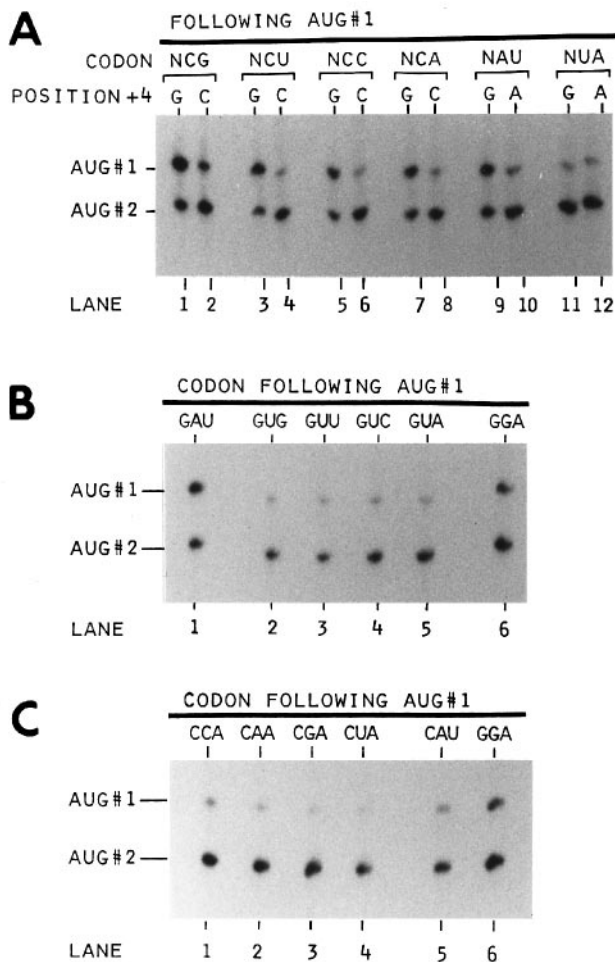 A
FOLLOWING AUG#1
CODON NCG NCU NCC NCA NAU NUA
POSITION +4 G C G C G C G C G A G A
AUG#1
AUG#2
LANE 1 2 3 4 5 6 7 8 9 10 11 12
B
CODON FOLLOWING AUG#1
GAU GUG GUU GUC GUA GGA
AUG#1
AUG#2
LANE 1 2 3 4 5 6
C
CODON FOLLOWING AUG#1
CCA CAA CGA CUA CAU GGA
AUG#1
AUG#2
LANE 1 2 3 4 5 6